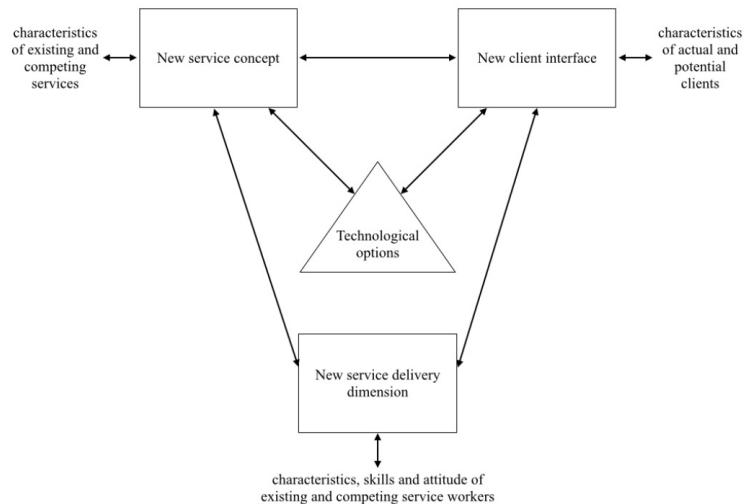 characteristics
of existing and
competing
services
New service concept
New client interface
characteristics
of actual and
potential
clients
Technological
options
New service delivery
dimension
characteristics, skills and attitude of
existing and competing service workers